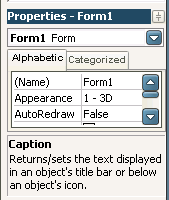 Properties - Form1
Form1 Form
Alphabetic Categorized
(Name) Form1
Appearance 1 - 3D
AutoRedraw False
Caption
Returns/sets the text displayed
in an object's title bar or below
an object's icon.